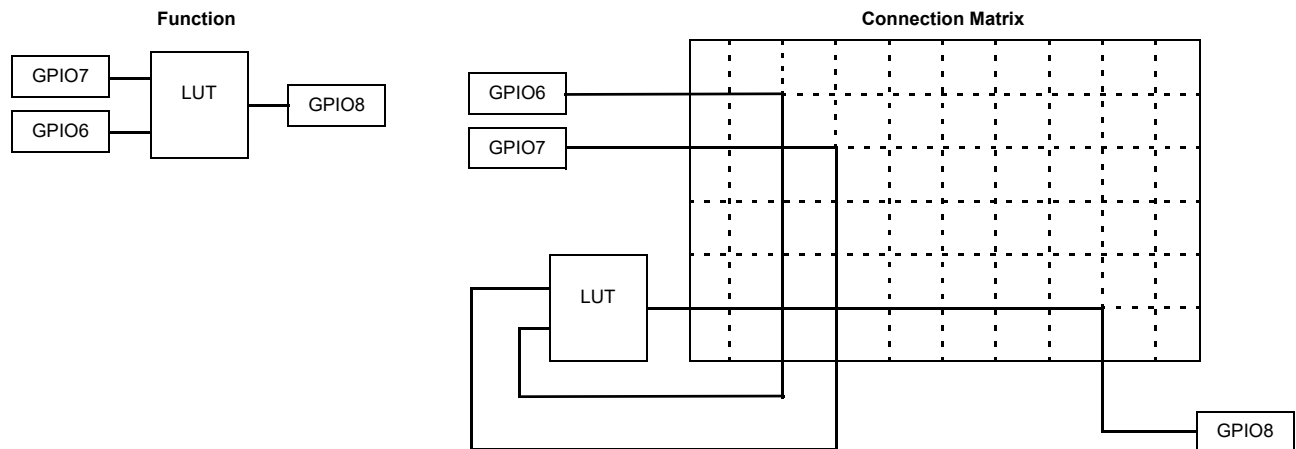 Function
GPIO7
GPIO6
LUT
GPIO8
Connection Matrix
GPIO6
GPIO7
LUT
GPIO8